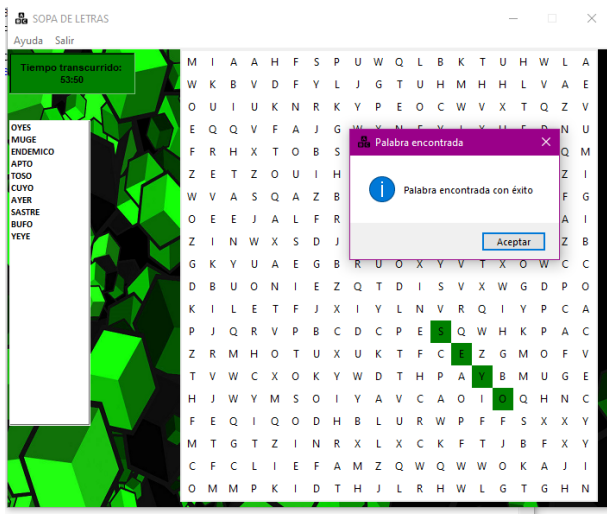 SOPA DE LETRAS
Ayuda Salir
Tiempo transcurrido:
53:50
OYES
MUGE
ENDEMICO
APTO
TOSO
CUYO
AYER
SASTRE
BUFO
YEYE
M I A A H F S P U W Q L B K T U H W L A
W K B V D F Y L J G T U H M H H L V A E
O U I U K N R K Y P E O C W V X T Q Z V
E Q Q V F A J G N U
F R H X T O B S Q M
Z E T Z O U I H Z I
W V A S Q A Z B F G
O E E J A L F R A I
Z I N W X S D J Z B
G K Y U A E G B R U O X Y V T X O W C C
D B U O N I E Z Q T D I S V X W G D P O
K I L E T F J X I Y L N V R Q I Y P C A
P J Q R V P B C D C P E S Q W H K P A C
Z R M H O T U X U K T F C E Z G M O F V
T V W C X O K Y W D T H P A Y B M U G E
H J W Y M S O I Y A V C A O I O Q H N C
F E Q I Q O D H B L U R W P F F S X X Y
M T G T Z I N R X L X C K F T J B F X Y
C F C L I E F A M Z Q W Q W W O K A J I
O M M P K I D T H J L R H W L G T G H N
Palabra encontrada
Palabra encontrada con éxito
Aceptar